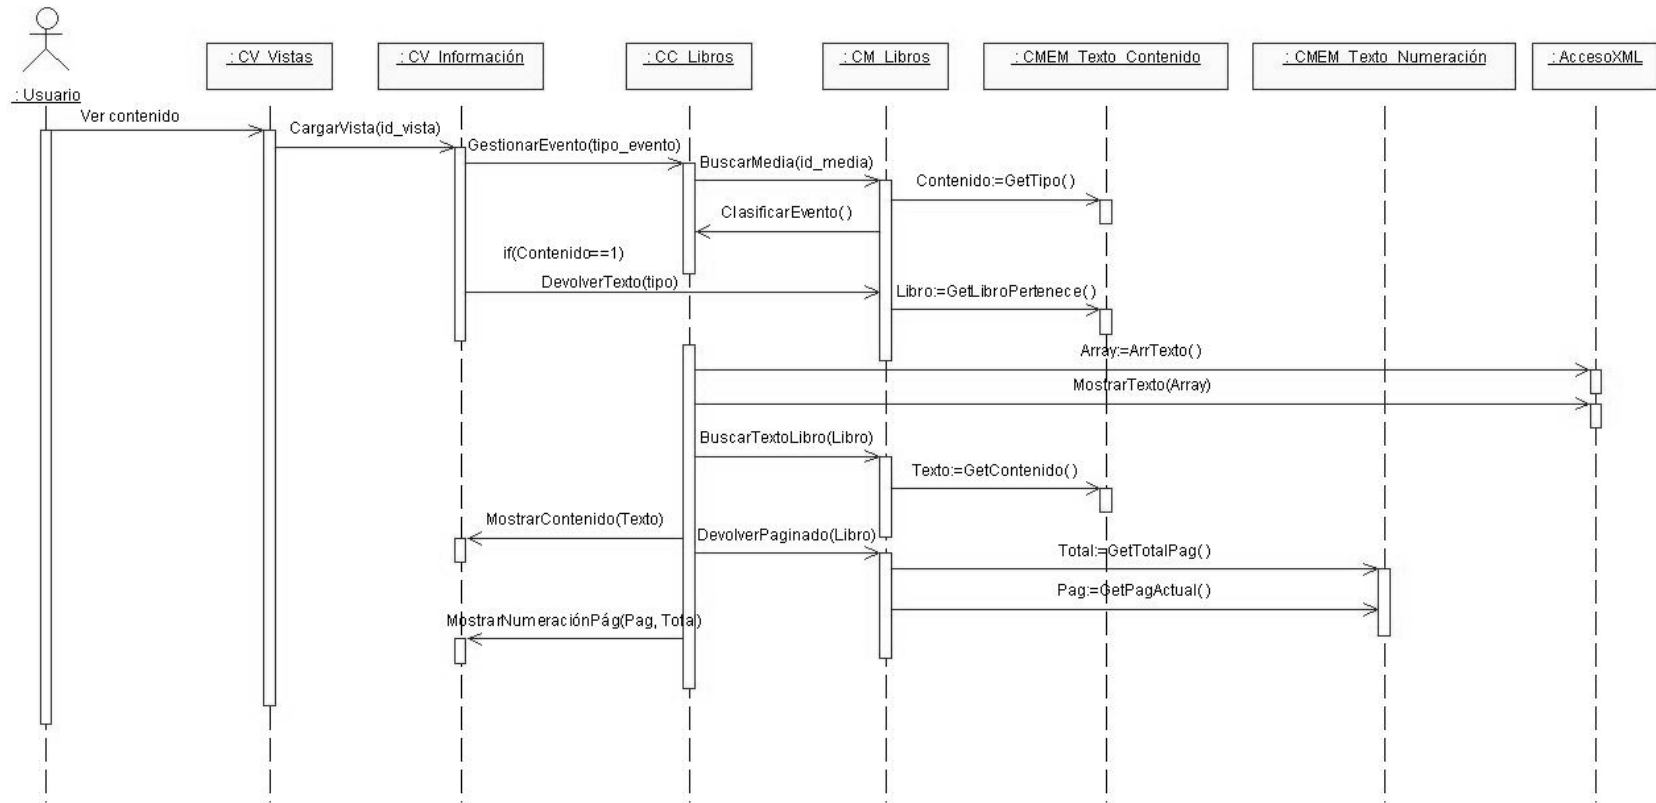 : Usuario
: CV_Vistas
: CV_Información
: CC_Libros
: CM_Libros
: CMEM_Texto_Contenido
: CMEM_Texto_Numeración
: AccesoXML
Ver contenido
CargarVista(id_vista)
GestionarEvento(tipo_evento)
BuscarMedia(id_media)
Contenido:=GetTipo()
ClasificarEvento()
if(Contenido==1)
DevolverTexto(tipo)
Libro:=GetLibroPertenece()
Array:=ArrTexto()
MostrarTexto(Array)
BuscarTextoLibro(Libro)
Texto:=GetContenido()
MostrarContenido(Texto)
DevolverPaginado(Libro)
Total:=GetTotalPag()
Pag:=GetPagActual()
MostrarNumeraciónPág(Pag, Total)